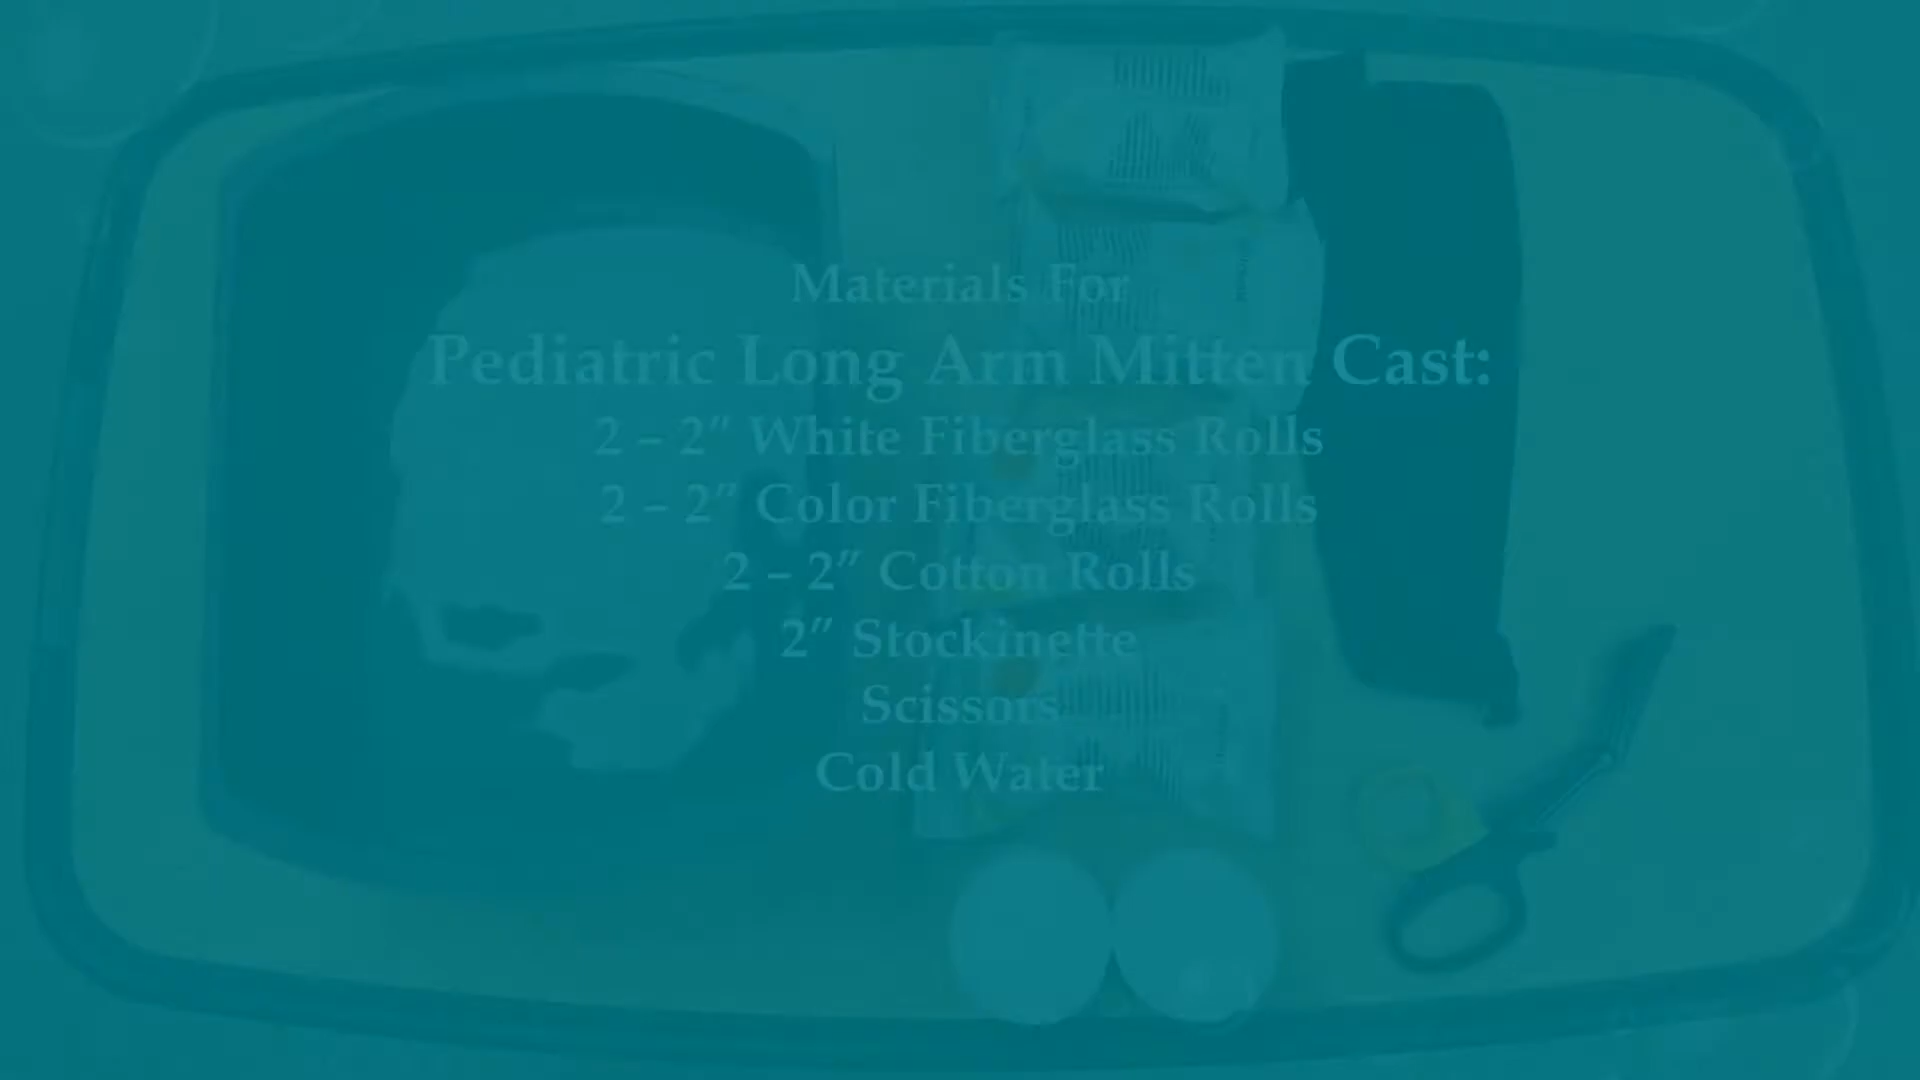 Materials For
Pediatric Long Arm Mitten Cast:
2 – 2” White Fiberglass Rolls
2 – 2” Color Fiberglass Rolls
2 – 2” Cotton Rolls
2” Stockinette
Scissors
Cold Water